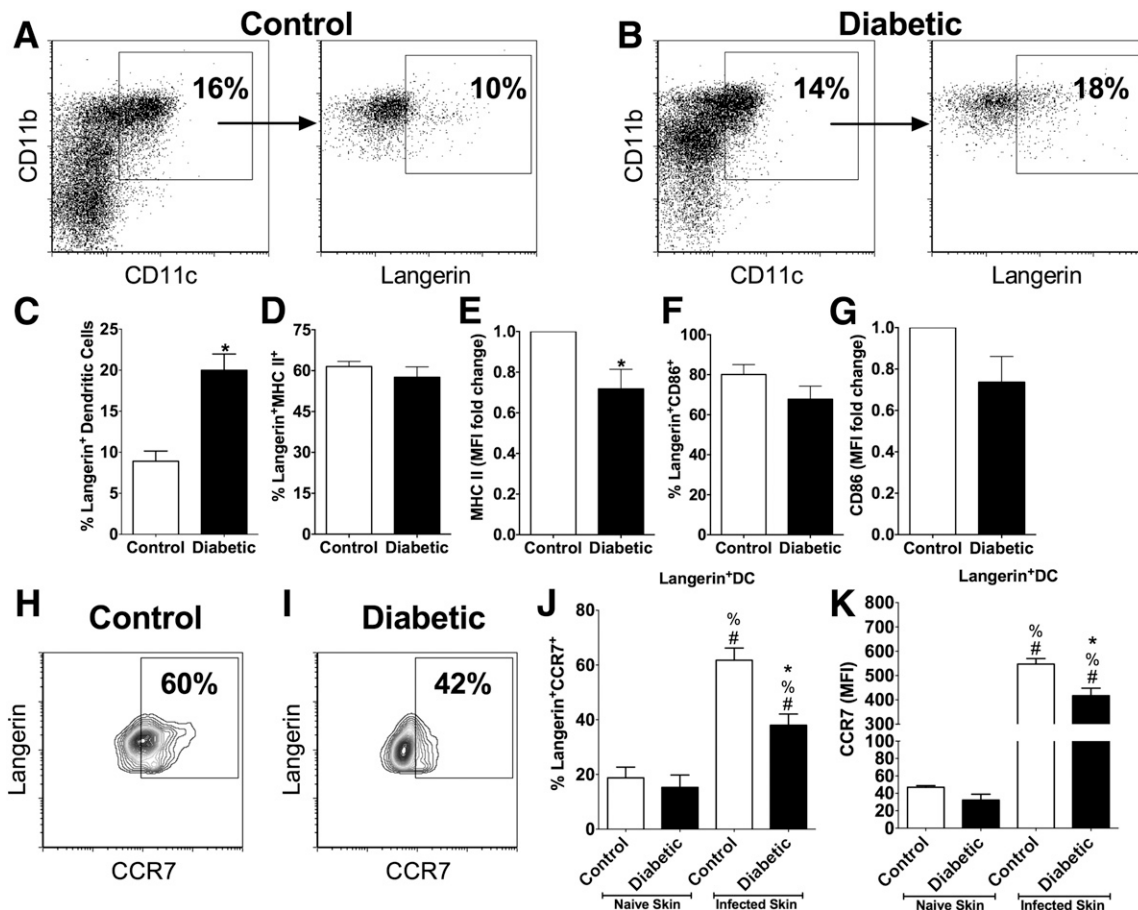 A Control
B Diabetic
16%
10%
14%
18%
CD11b
CD11c
Langerin
CD11b
CD11c
Langerin
C
% Langerin⁺ Dendritic Cells
25
20
15
10
5
0
*
Control Diabetic
D
% Langerin⁺MHC II⁺
75
60
45
30
15
0
Control Diabetic
E
MHC II (MFI fold change)
1.0
0.8
0.6
0.4
0.2
0.0
*
Control Diabetic
F
% Langerin⁺CD86⁺
100
80
60
40
20
0
Control Diabetic
G
CD86 (MFI fold change)
1.0
0.8
0.6
0.4
0.2
0.0
Control Diabetic
H Control
60%
Langerin
CCR7
I Diabetic
42%
Langerin
CCR7
J
Langerin⁺DC
% Langerin⁺CCR7⁺
80
60
40
20
0
%
#
*
%
#
Control
Diabetic
Control
Diabetic
Naive Skin
Infected Skin
K
Langerin⁺DC
CCR7 (MFI)
800
700
600
500
400
300
100
80
60
40
20
0
%
#
*
%
#
Control
Diabetic
Control
Diabetic
Naive Skin
Infected Skin